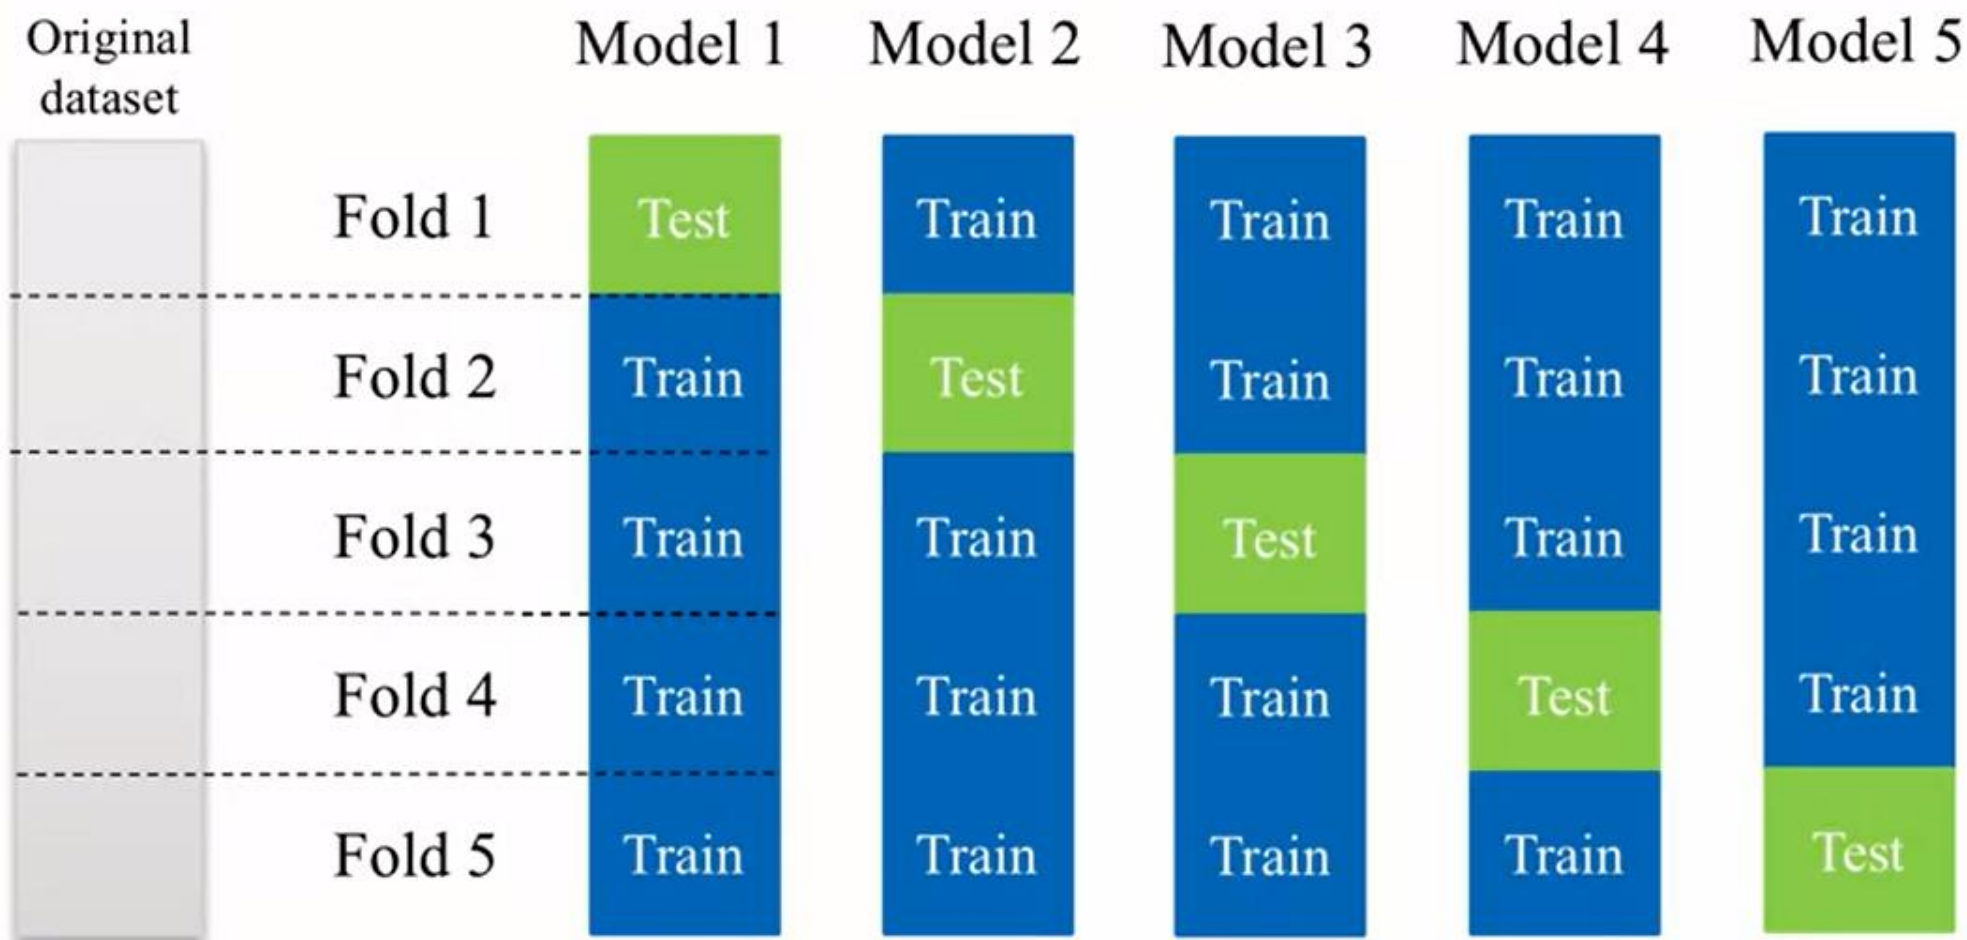 Original
dataset
Model 1
Model 2
Model 3
Model 4
Model 5
Fold 1
Test
Train
Train
Train
Train
Fold 2
Train
Test
Train
Train
Train
Fold 3
Train
Train
Test
Train
Train
Fold 4
Train
Train
Train
Test
Train
Fold 5
Train
Train
Train
Train
Test